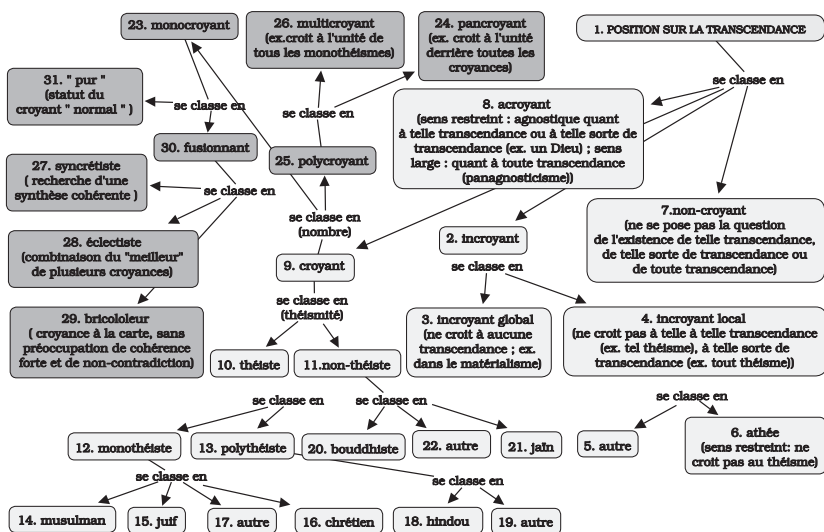 23. monocroyant
26. multicroyant
(ex.croit à l'unité de
tous les monothéismes)
24. pancroyant
(ex. croit à l'unité
derrière toutes les
croyances)
1. POSITION SUR LA TRANSCENDANCE
se classe en
31. " pur "
(statut du
croyant " normal " )
se classe en
se classe en
8. acroyant
(sens restreint : agnostique quant
à telle transcendance ou à telle sorte de
transcendance (ex. un Dieu) ; sens
large : quant à toute transcendance
(panagnosticisme))
30. fusionnant
25. polycroyant
27. syncrétiste
( recherche d'une
synthèse cohérente )
se classe en
se classe en
(nombre)
7.non-croyant
(ne se pose pas la question
de l'existence de telle transcendance,
de telle sorte de transcendance ou
de toute transcendance)
28. éclectiste
(combinaison du "meilleur"
de plusieurs croyances)
2. incroyant
9. croyant
se classe en
29. bricololeur
( croyance à la carte, sans
préoccupation de cohérence
forte et de non-contradiction)
se classe en
(théismité)
3. incroyant global
(ne croit à aucune
transcendance ; ex.
dans le matérialisme)
4. incroyant local
(ne croit pas à telle à telle transcendance
(ex. tel théisme), à telle sorte de
transcendance (ex. tout théisme))
10. théiste
11.non-théiste
se classe en
se classe en
se classe en
12. monothéiste
13. polythéiste
20. bouddhiste
22. autre
21. jaïn
5. autre
6. athée
(sens restreint: ne
croit pas au théisme)
se classe en
se classe en
14. musulman
15. juif
17. autre
16. chrétien
18. hindou
19. autre